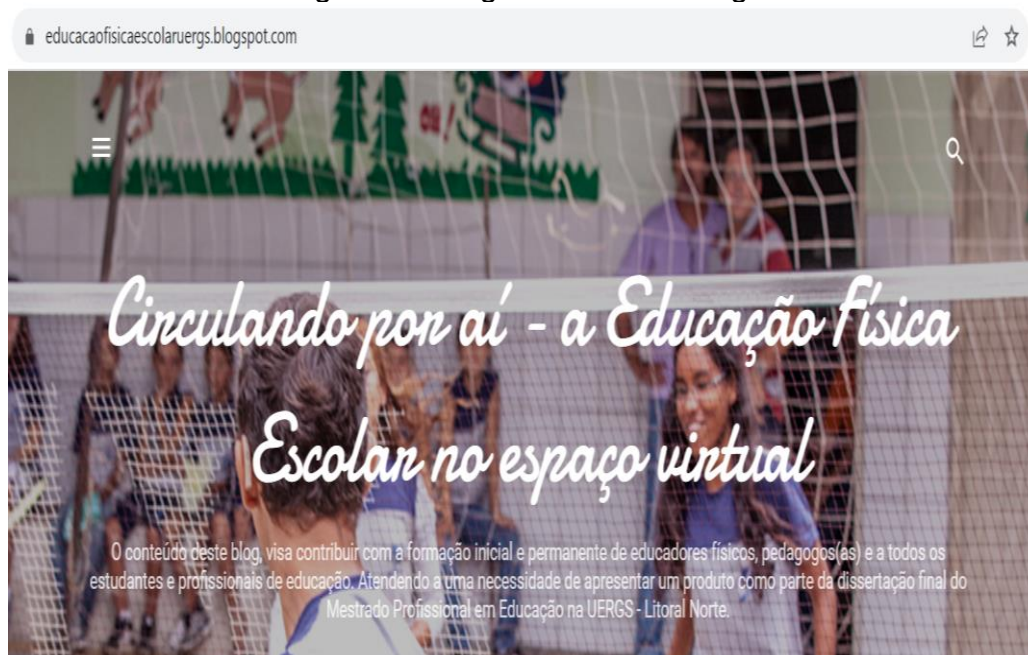 educacaofisicaescolaruergs.blogspot.com
Circulando por aí - a Educação Física
Escolar no espaço virtual
O conteúdo deste blog, visa contribuir com a formação inicial e permanente de educadores físicos, pedagogos(as) e a todos os
estudantes e profissionais de educação. Atendendo a uma necessidade de apresentar um produto como parte da dissertação final do
Mestrado Profissional em Educação na UERGS - Litoral Norte.